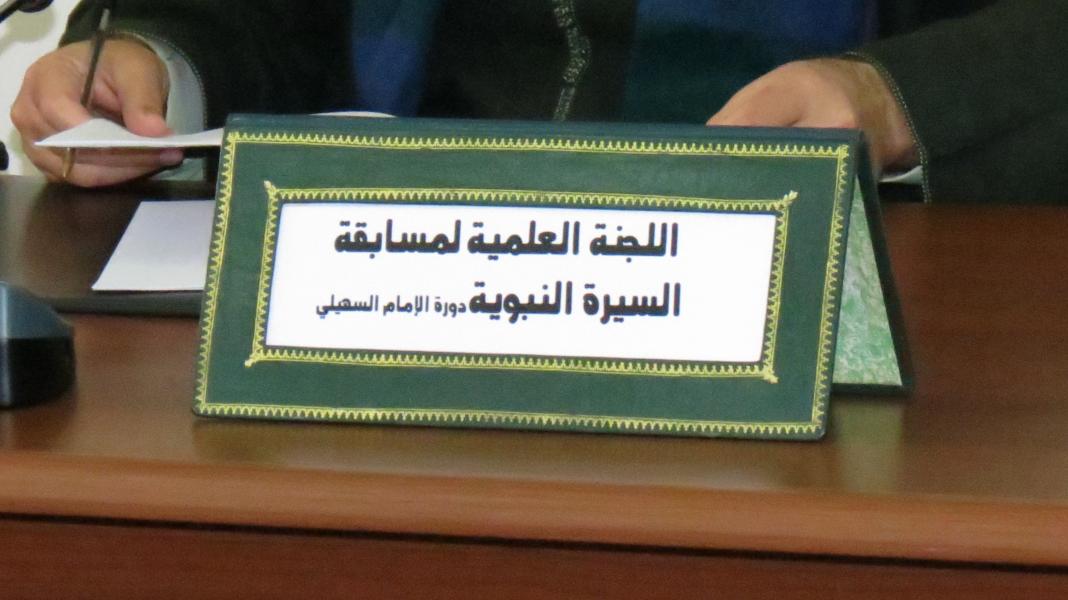 اللجنة العلمية لمسابقة
السيرة النبوية دورة الإمام السهيلي